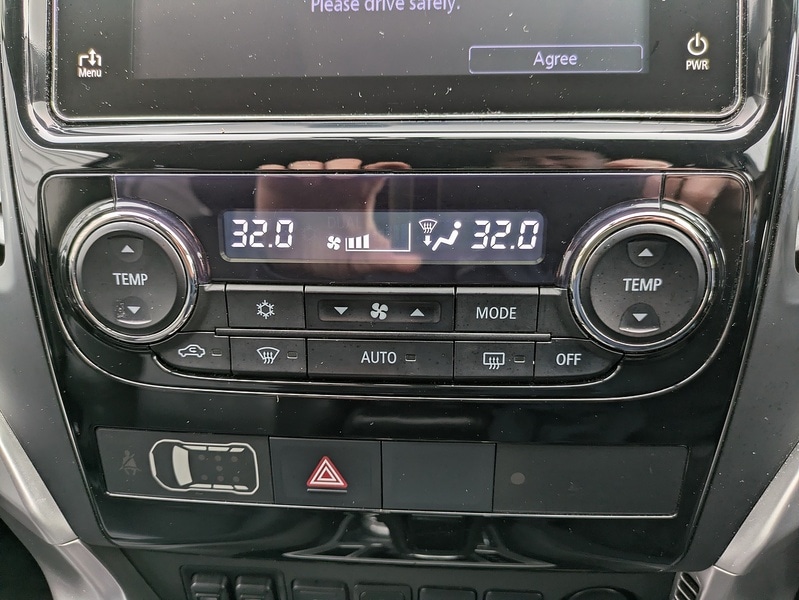 Please drive safely.
Agree
Menu
PWR
32.0 32.0
TEMP
TEMP
MODE
AUTO
OFF